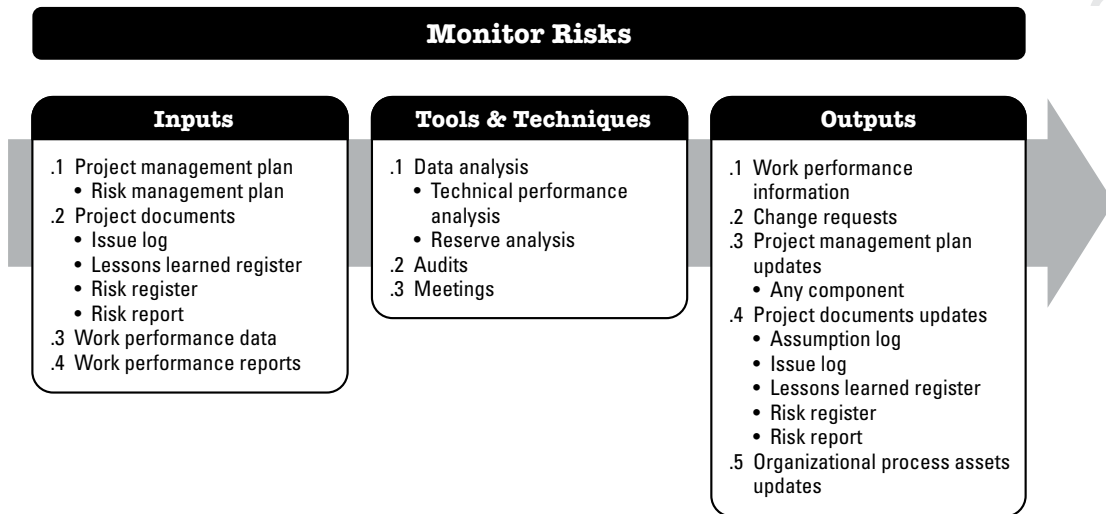 Monitor Risks
Inputs
.1 Project management plan
• Risk management plan
.2 Project documents
• Issue log
• Lessons learned register
• Risk register
• Risk report
.3 Work performance data
.4 Work performance reports
Tools & Techniques
.1 Data analysis
• Technical performance
analysis
• Reserve analysis
.2 Audits
.3 Meetings
Outputs
.1 Work performance
information
.2 Change requests
.3 Project management plan
updates
• Any component
.4 Project documents updates
• Assumption log
• Issue log
• Lessons learned register
• Risk register
• Risk report
.5 Organizational process assets
updates